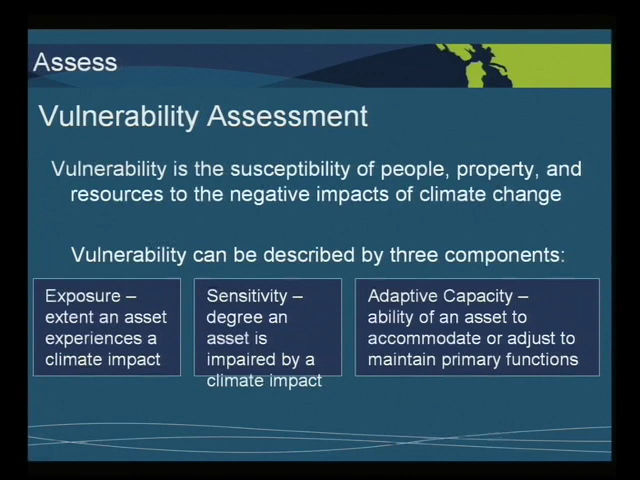 Assess
Vulnerability Assessment
Vulnerability is the susceptibility of people, property, and
resources to the negative impacts of climate change
Vulnerability can be described by three components:
Exposure –
extent an asset
experiences a
climate impact
Sensitivity –
degree an
asset is
impaired by a
climate impact
Adaptive Capacity –
ability of an asset to
accommodate or adjust to
maintain primary functions